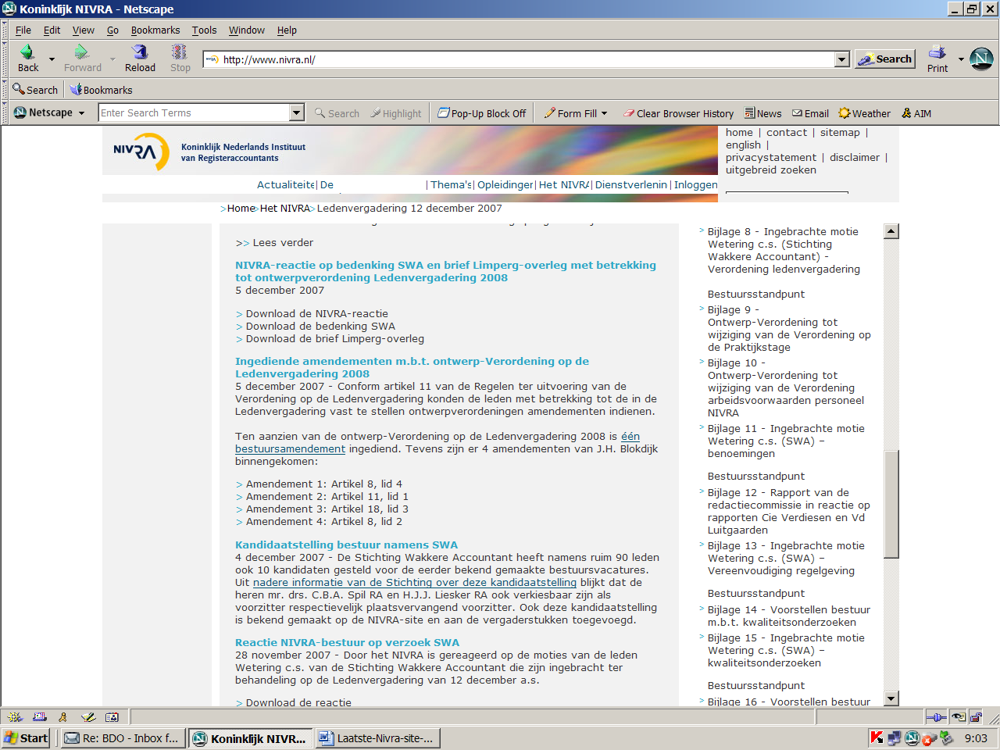 Koninklijk NIVRA - Netscape
File Edit View Go Bookmarks Tools Window Help
Back Forward Reload Stop http://www.nivra.nl/ Search Print
Search Bookmarks
Netscape Enter Search Terms Search Highlight Pop-Up Block Off Form Fill Clear Browser History News Email Weather AIM
NIVRA
Koninklijk Nederlands Instituut
van Registeraccountants
home | contact | sitemap |
english |
privacystatement | disclaimer |
uitgebreid zoeken
Actualiteite| De | Thema's| Opleidinger| Het NIVRA| Dienstverlenin| Inloggen
>Home>Het NIVRA>Ledenvergadering 12 december 2007
>> Lees verder
NIVRA-reactie op bedenking SWA en brief Limperg-overleg met betrekking
tot ontwerpverordening Ledenvergadering 2008
5 december 2007
> Download de NIVRA-reactie
> Download de bedenking SWA
> Download de brief Limperg-overleg
Ingediende amendementen m.b.t. ontwerp-Verordening op de
Ledenvergadering 2008
5 december 2007 - Conform artikel 11 van de Regelen ter uitvoering van de
Verordening op de Ledenvergadering konden de leden met betrekking tot de in de
Ledenvergadering vast te stellen ontwerpverordeningen amendementen indienen.
Ten aanzien van de ontwerp-Verordening op de Ledenvergadering 2008 is één
bestuursamendement ingediend. Tevens zijn er 4 amendementen van J.H. Blokdijk
binnengekomen:
> Amendement 1: Artikel 8, lid 4
> Amendement 2: Artikel 11, lid 1
> Amendement 3: Artikel 18, lid 3
> Amendement 4: Artikel 8, lid 2
Kandidaatstelling bestuur namens SWA
4 december 2007 - De Stichting Wakkere Accountant heeft namens ruim 90 leden
ook 10 kandidaten gesteld voor de eerder bekend gemaakte bestuursvacatures.
Uit nadere informatie van de Stichting over deze kandidaatstelling blijkt dat de
heren mr. drs. C.B.A. Spil RA en H.J.J. Liesker RA ook verkiesbaar zijn als
voorzitter respectievelijk plaatsvervangend voorzitter. Ook deze kandidaatstelling
is bekend gemaakt op de NIVRA-site en aan de vergaderstukken toegevoegd.
Reactie NIVRA-bestuur op verzoek SWA
28 november 2007 - Door het NIVRA is gereageerd op de moties van de leden
Wetering c.s. van de Stichting Wakkere Accountant die zijn ingebracht ter
behandeling op de Ledenvergadering van 12 december a.s.
> Download de reactie
> Bijlage 8 - Ingebrachte motie
Wetering c.s. (Stichting
Wakkere Accountant) -
Verordening ledenvergadering
Bestuursstandpunt
> Bijlage 9 -
Ontwerp-Verordening tot
wijziging van de Verordening op
de Praktijkstage
> Bijlage 10 -
Ontwerp-Verordening tot
wijziging van de Verordening
arbeidsvoorwaarden personeel
NIVRA
> Bijlage 11 - Ingebrachte motie
Wetering c.s. (SWA) –
benoemingen
Bestuursstandpunt
> Bijlage 12 - Rapport van de
redactiecommissie in reactie op
rapporten Cie Verdiesen en Vd
Luitgaarden
> Bijlage 13 - Ingebrachte motie
Wetering c.s. (SWA) –
Vereenvoudiging regelgeving
Bestuursstandpunt
> Bijlage 14 - Voorstellen bestuur
m.b.t. kwaliteitsonderzoeken
> Bijlage 15 - Ingebrachte motie
Wetering c.s. (SWA) –
kwaliteitsonderzoeken
Bestuursstandpunt
> Bijlage 16 - Voorstellen bestuur
Start Re: BDO - Inbox f... Koninklijk NIVR... Laatste-Nivra-site-... 9:03